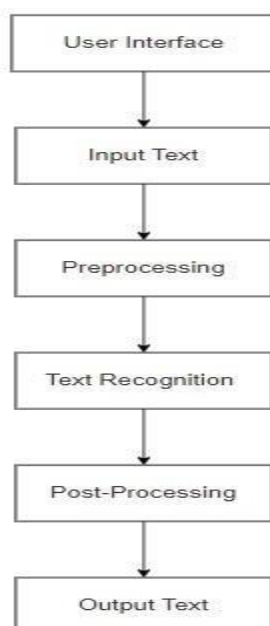 User Interface
Input Text
Preprocessing
Text Recognition
Post-Processing
Output Text